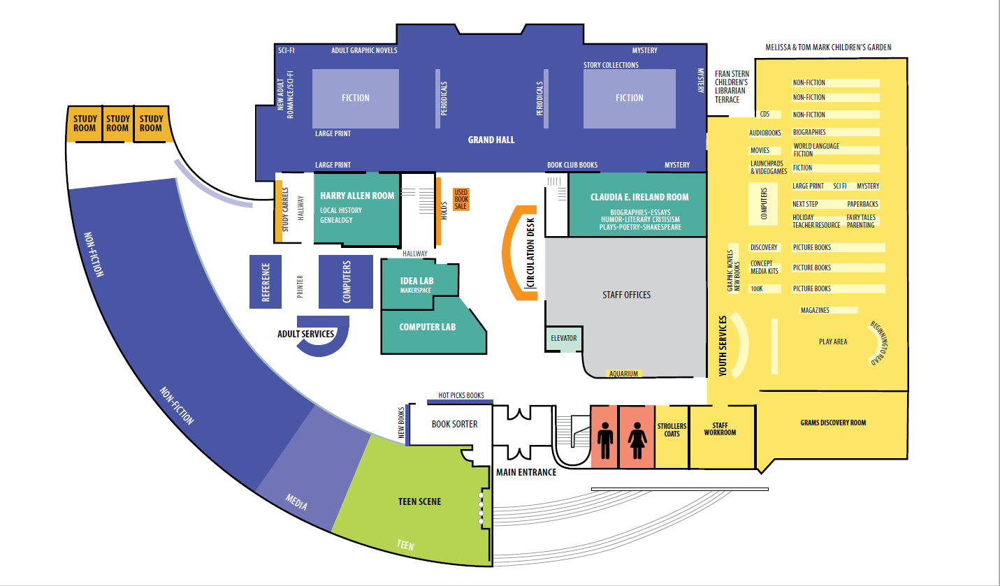 MELISSA & TOM MARK CHILDREN'S GARDEN
SCI-FI
ADULT GRAPHIC NOVELS
MYSTERY
STORY COLLECTIONS
NEW ADULT
ROMANCE/SCI-FI
FICTION
PERIODICALS
PERIODICALS
FICTION
MYSTERY
LARGE PRINT
GRAND HALL
LARGE PRINT
BOOK CLUB BOOKS
MYSTERY
FRAN STERN
CHILDREN'S
LIBRARIAN
TERRACE
STUDY
ROOM
STUDY
ROOM
STUDY
ROOM
STUDY CARRELS
HALLWAY
HARRY ALLEN ROOM
LOCAL HISTORY
GENEALOGY
HOLDS
USED
BOOK
SALE
CLAUDIA E. IRELAND ROOM
BIOGRAPHIES•ESSAYS
HUMOR•LITERARY CRITISISM
PLAYS•POETRY•SHAKESPEARE
CIRCULATION DESK
HALLWAY
REFERENCE
PRINTER
COMPUTERS
IDEA LAB
MAKERSPACE
COMPUTER LAB
ADULT SERVICES
STAFF OFFICES
ELEVATOR
AQUARIUM
NON-FICTION
NON-FICTION
MEDIA
TEEN SCENE
TEEN
NEW BOOKS
HOT PICKS BOOKS
BOOK SORTER
MAIN ENTRANCE
STROLLERS
COATS
STAFF
WORKROOM
GRAMS DISCOVERY ROOM
NON-FICTION
NON-FICTION
CDS
NON-FICTION
AUDIOBOOKS
BIOGRAPHIES
MOVIES
WORLD LANGUAGE
FICTION
LAUNCHPADS
& VIDEOGAMES
FICTION
COMPUTERS
LARGE PRINT
SCI FI
MYSTERY
NEXT STEP
PAPERBACKS
HOLIDAY
TEACHER RESOURCE
FAIRY TALES
PARENTING
GRAPHIC NOVELS
NEW BOOKS
DISCOVERY
PICTURE BOOKS
CONCEPT
MEDIA KITS
PICTURE BOOKS
100K
PICTURE BOOKS
MAGAZINES
YOUTH SERVICES
PLAY AREA
BEGINNING TO READ